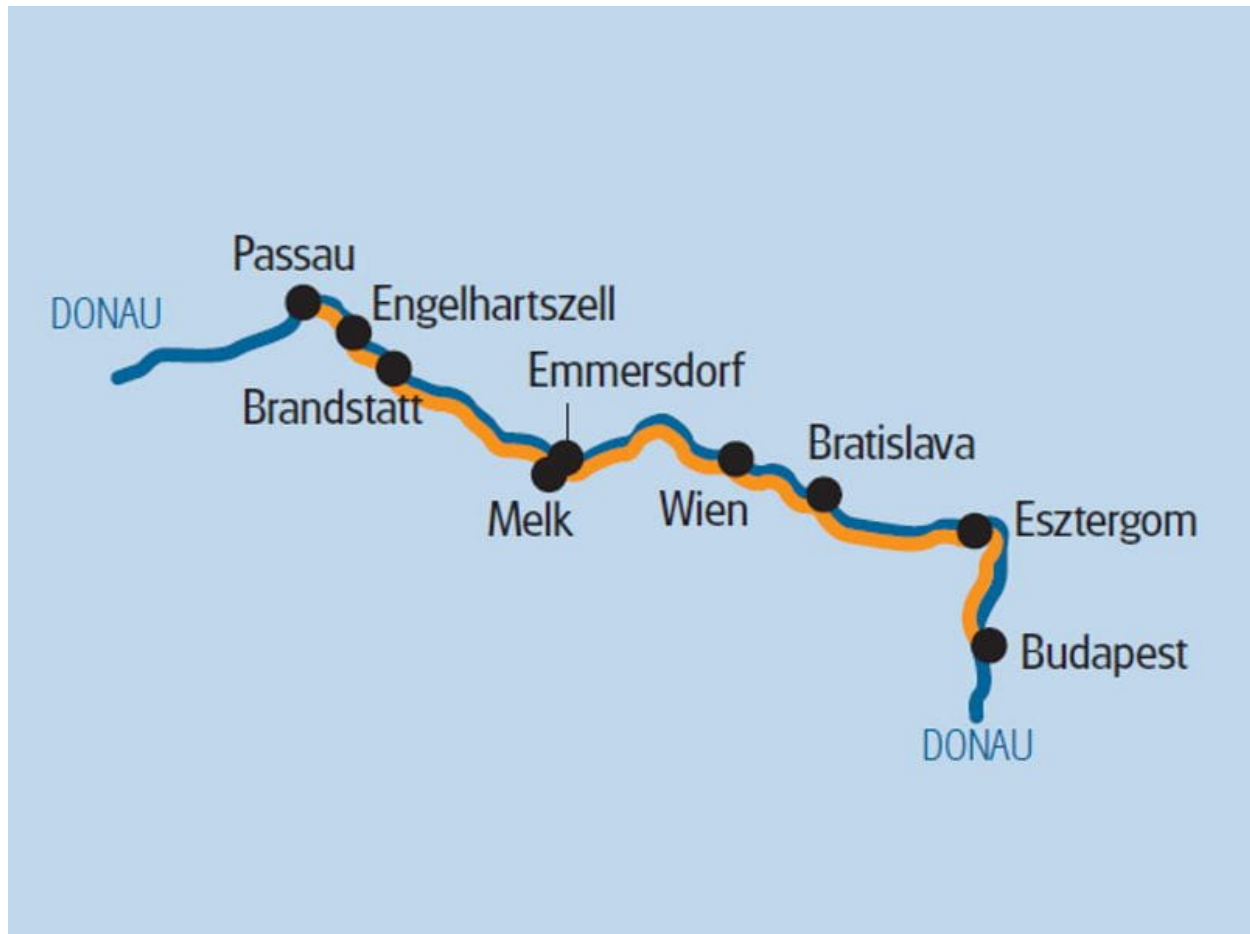 Passau
DONAU
Engelhartszell
Emmersdorf
Brandstatt
Bratislava
Melk
Wien
Esztergom
Budapest
DONAU